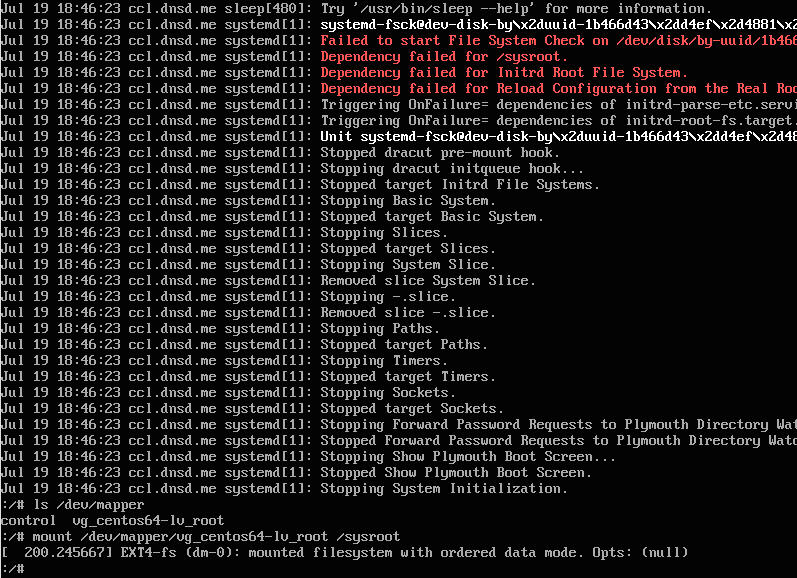 Jul 19 18:46:23 ccl.dnsd.me sleep[480]: Try '/usr/bin/sleep --help' for more information.
Jul 19 18:46:23 ccl.dnsd.me systemd[1]: systemd-fsck@dev-disk-by\x2duuid-1b466d43\x2dd4ef\x2d4881\x2
Jul 19 18:46:23 ccl.dnsd.me systemd[1]: Failed to start File System Check on /dev/disk/by-uuid/1b466
Jul 19 18:46:23 ccl.dnsd.me systemd[1]: Dependency failed for /sysroot.
Jul 19 18:46:23 ccl.dnsd.me systemd[1]: Dependency failed for Initrd Root File System.
Jul 19 18:46:23 ccl.dnsd.me systemd[1]: Dependency failed for Reload Configuration from the Real Roo
Jul 19 18:46:23 ccl.dnsd.me systemd[1]: Triggering OnFailure= dependencies of initrd-parse-etc.servi
Jul 19 18:46:23 ccl.dnsd.me systemd[1]: Triggering OnFailure= dependencies of initrd-root-fs.target.
Jul 19 18:46:23 ccl.dnsd.me systemd[1]: Unit systemd-fsck@dev-disk-by\x2duuid-1b466d43\x2dd4ef\x2d48
Jul 19 18:46:23 ccl.dnsd.me systemd[1]: Stopped dracut pre-mount hook.
Jul 19 18:46:23 ccl.dnsd.me systemd[1]: Stopping dracut initqueue hook...
Jul 19 18:46:23 ccl.dnsd.me systemd[1]: Stopped target Initrd File Systems.
Jul 19 18:46:23 ccl.dnsd.me systemd[1]: Stopping Basic System.
Jul 19 18:46:23 ccl.dnsd.me systemd[1]: Stopped target Basic System.
Jul 19 18:46:23 ccl.dnsd.me systemd[1]: Stopping Slices.
Jul 19 18:46:23 ccl.dnsd.me systemd[1]: Stopped target Slices.
Jul 19 18:46:23 ccl.dnsd.me systemd[1]: Stopping System Slice.
Jul 19 18:46:23 ccl.dnsd.me systemd[1]: Removed slice System Slice.
Jul 19 18:46:23 ccl.dnsd.me systemd[1]: Stopping -.slice.
Jul 19 18:46:23 ccl.dnsd.me systemd[1]: Removed slice -.slice.
Jul 19 18:46:23 ccl.dnsd.me systemd[1]: Stopping Paths.
Jul 19 18:46:23 ccl.dnsd.me systemd[1]: Stopped target Paths.
Jul 19 18:46:23 ccl.dnsd.me systemd[1]: Stopping Timers.
Jul 19 18:46:23 ccl.dnsd.me systemd[1]: Stopped target Timers.
Jul 19 18:46:23 ccl.dnsd.me systemd[1]: Stopping Sockets.
Jul 19 18:46:23 ccl.dnsd.me systemd[1]: Stopped target Sockets.
Jul 19 18:46:23 ccl.dnsd.me systemd[1]: Stopping Forward Password Requests to Plymouth Directory Wat
Jul 19 18:46:23 ccl.dnsd.me systemd[1]: Stopped Forward Password Requests to Plymouth Directory Watc
Jul 19 18:46:23 ccl.dnsd.me systemd[1]: Stopping Show Plymouth Boot Screen...
Jul 19 18:46:23 ccl.dnsd.me systemd[1]: Stopped Show Plymouth Boot Screen.
Jul 19 18:46:23 ccl.dnsd.me systemd[1]: Stopping System Initialization.
:/# ls /dev/mapper
control  vg_centos64-lv_root
:/# mount /dev/mapper/vg_centos64-lv_root /sysroot
[  200.245667] EXT4-fs (dm-0): mounted filesystem with ordered data mode. Opts: (null)
:/#